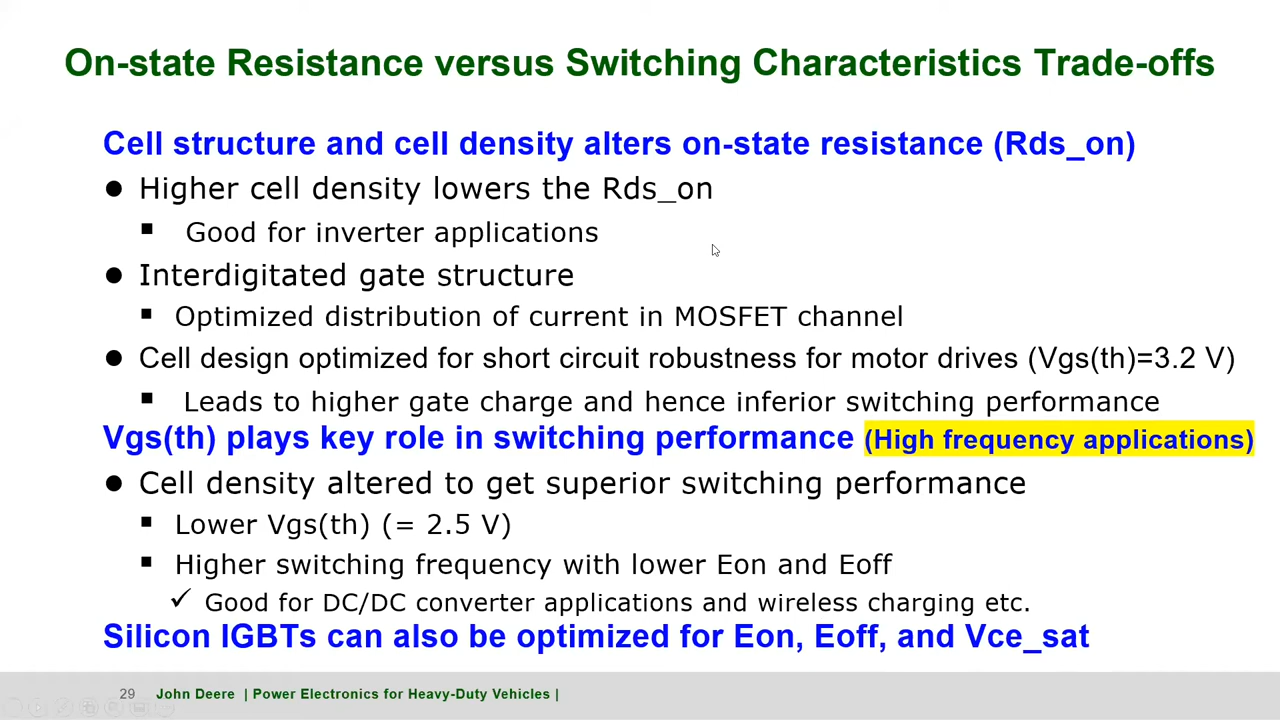 On-state Resistance versus Switching Characteristics Trade-offs
Cell structure and cell density alters on-state resistance (Rds_on)
● Higher cell density lowers the Rds_on
▪ Good for inverter applications
● Interdigitated gate structure
▪ Optimized distribution of current in MOSFET channel
● Cell design optimized for short circuit robustness for motor drives (Vgs(th)=3.2 V)
▪ Leads to higher gate charge and hence inferior switching performance
Vgs(th) plays key role in switching performance (High frequency applications)
● Cell density altered to get superior switching performance
▪ Lower Vgs(th) (= 2.5 V)
▪ Higher switching frequency with lower Eon and Eoff
✓ Good for DC/DC converter applications and wireless charging etc.
Silicon IGBTs can also be optimized for Eon, Eoff, and Vce_sat
29 John Deere | Power Electronics for Heavy-Duty Vehicles |